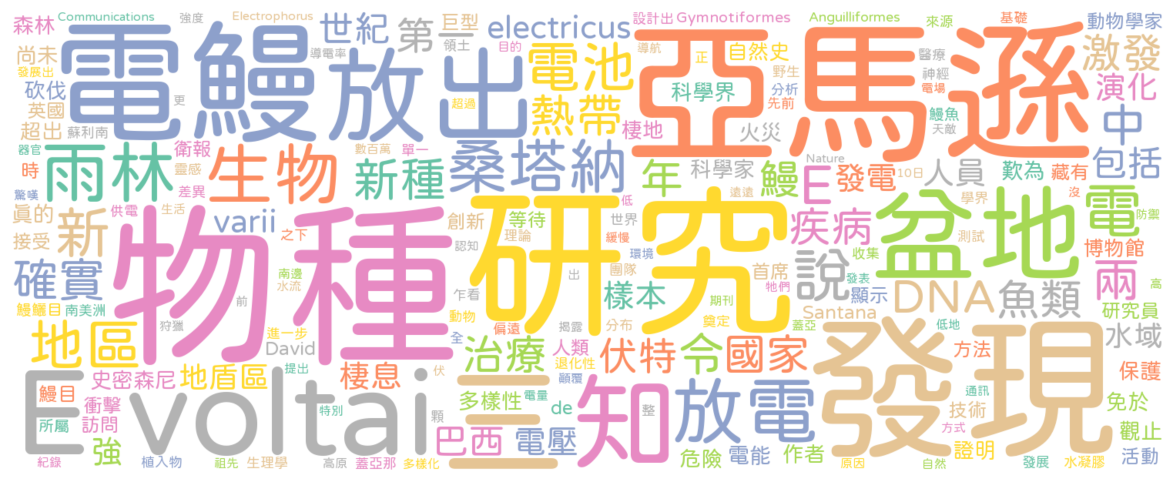 森林 Communications 強度 Electrophorus 世紀 第一 巨型 設計出 Gymnotiformes Anguilliformes 來源 基礎 動物學家
尚未 發展出 電鰻 導電率 放出 領土 目的 electricus 電池 導航 亞馬遜 正 自然史 野生 醫療 神經 激發
砍伐 英國 超出 蘇利南 超過 熱帶 科學界 分析 先前 電場 鰻魚 天敵 演化 中
器官 時 雨林 衛報 靈感 生物 數百萬 單一 新種 桑塔納 棲地 年 火災 科學家 鰻 Nature 10日 E 發電 人員 歎為 藏有 包括
驚嘆 真的 接受 新 供電 差異 生活 varii 之下 物種 創新 等待 理論 低 世界 緩慢 研究 遠遠 疾病 學界 沒 盆地 電 防禦
確實 南邊 水流 前 認知 乍看 出 環境 團隊 首席 說 測試 收集 發表 牠們 博物館 兩
鰻鱺目 南美洲 狩獵 動物 揭露 樣本 分布 期刊 奠定 蓋亞 顯示 DNA Santana 魚類 研究員
地區 進一步 David 全 偏遠 治療 人類 退化性 顛覆 伏特 令 國家 發現 低地 方法 水域 保護
E voltai 史密森尼 地盾區 提出 棲息 伏 三 知 放電
鰻目 所屬 衝擊 訪問 強 特別 顆 多樣性 電量 de 整 巴西 電壓 通訊 技術 方式 證明 免於 觀止
紀錄 植入物 祖先 生理學 高原 蓋亞那 多樣化 危險 電能 作者 原因 自然 發展 水凝膠 活動
更 高